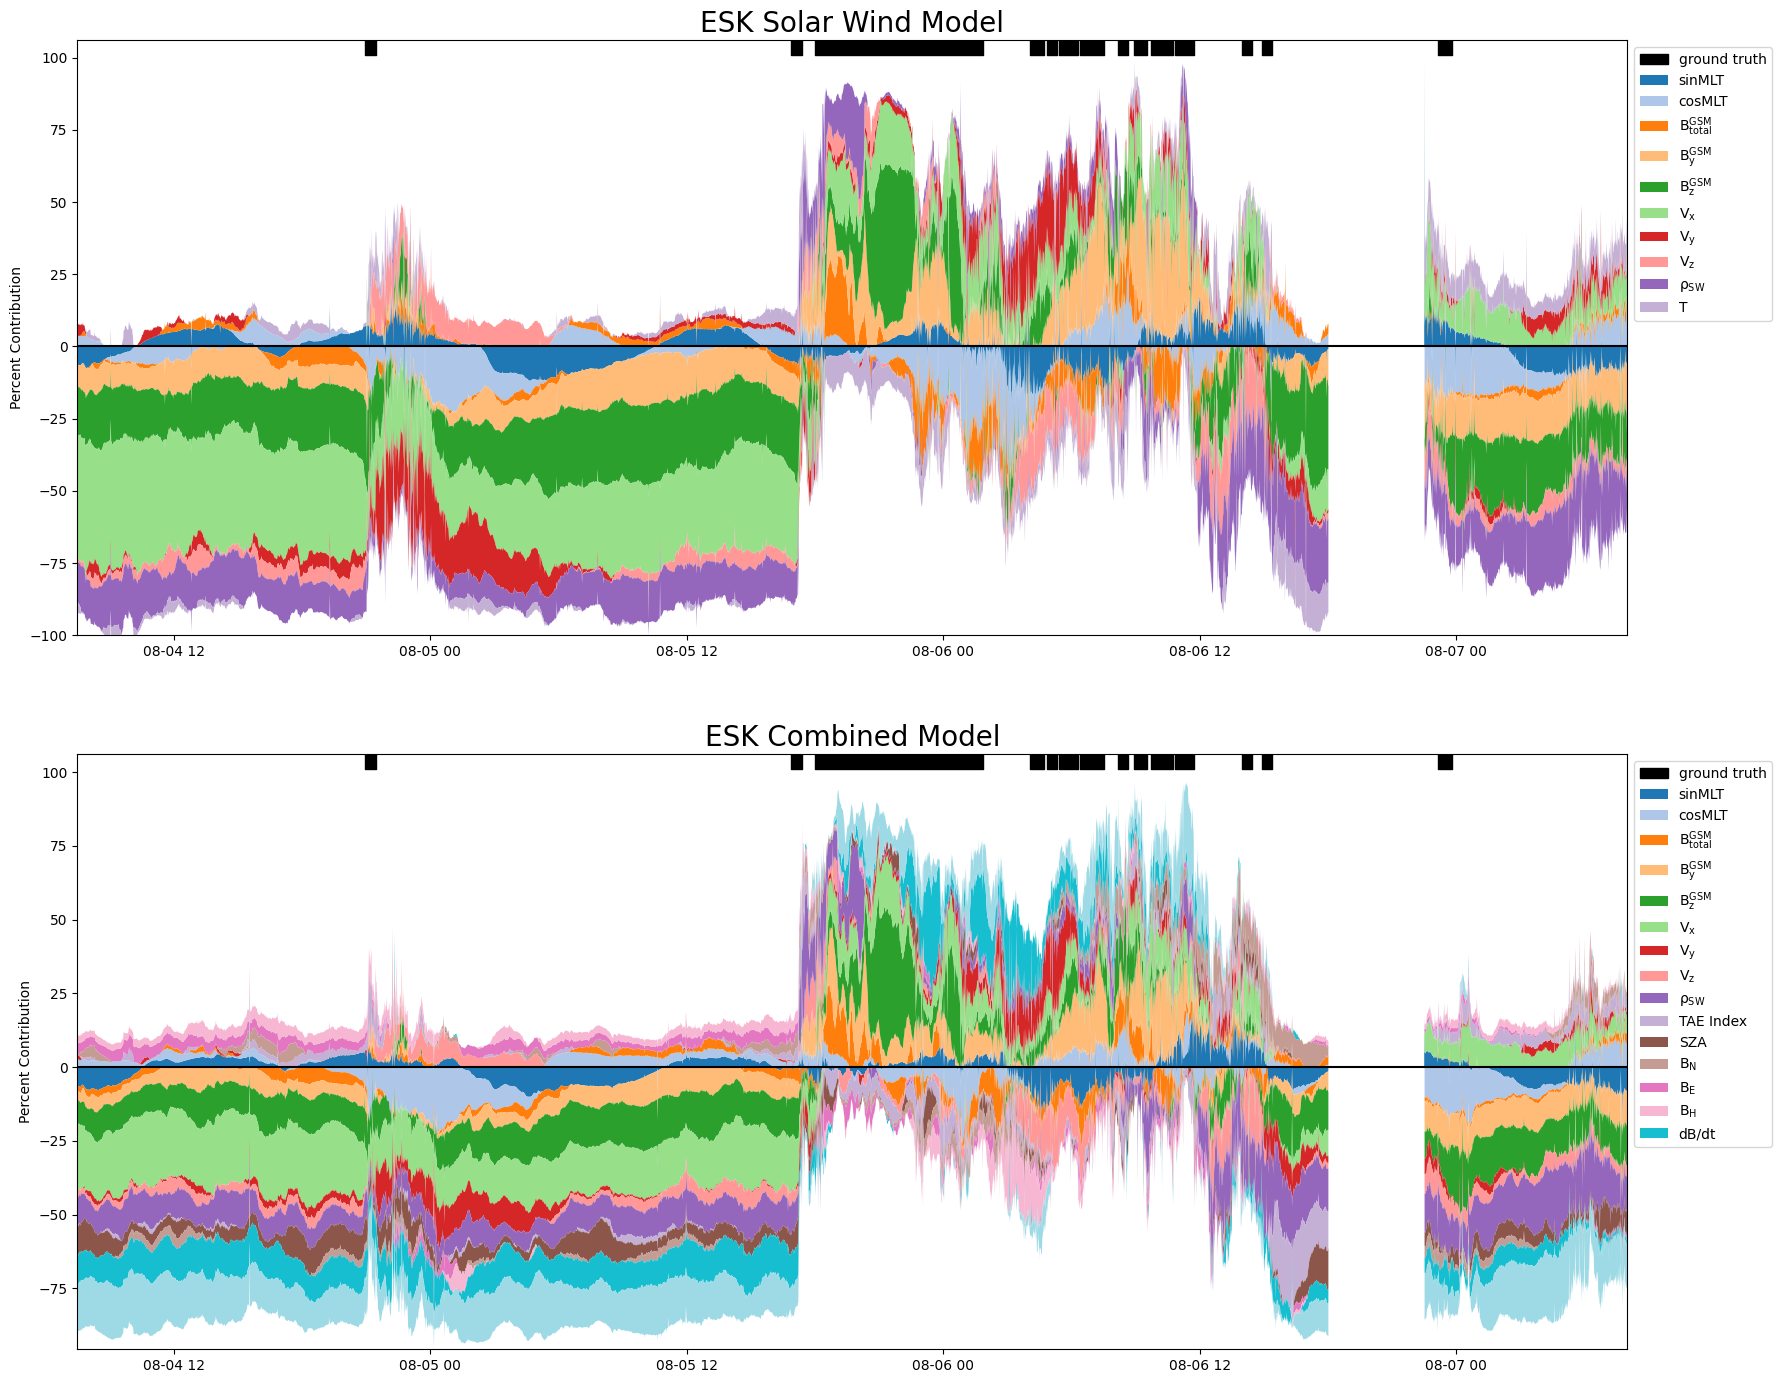 ESK Solar Wind Model
100
75
50
25
0
−25
−50
−75
−100
Percent Contribution
08-04 12
08-05 00
08-05 12
08-06 00
08-06 12
08-07 00
ground truth
sinMLT
cosMLT
B_total^GSM
B_y^GSM
B_z^GSM
V_x
V_y
V_z
ρ_SW
T
ESK Combined Model
100
75
50
25
0
−25
−50
−75
Percent Contribution
08-04 12
08-05 00
08-05 12
08-06 00
08-06 12
08-07 00
ground truth
sinMLT
cosMLT
B_total^GSM
B_y^GSM
B_z^GSM
V_x
V_y
V_z
ρ_SW
TAE Index
SZA
B_N
B_E
B_H
dB/dt